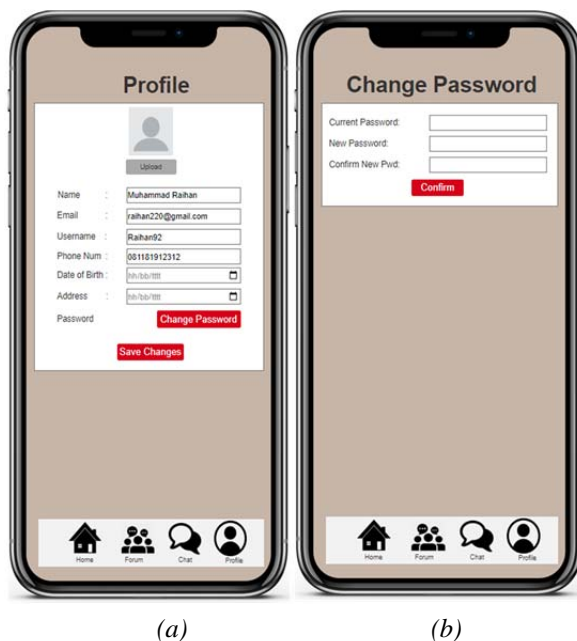 Profile
Upload
Name : Muhammad Raihan
Email : raihan220@gmail.com
Username : Raihan92
Phone Num : 081181912312
Date of Birth : hh/bb/tttt
Address : hh/bb/tttt
Password Change Password
Save Changes
Home Forum Chat Profile
(a)
Change Password
Current Password:
New Password:
Confirm New Pwd:
Confirm
Home Forum Chat Profile
(b)